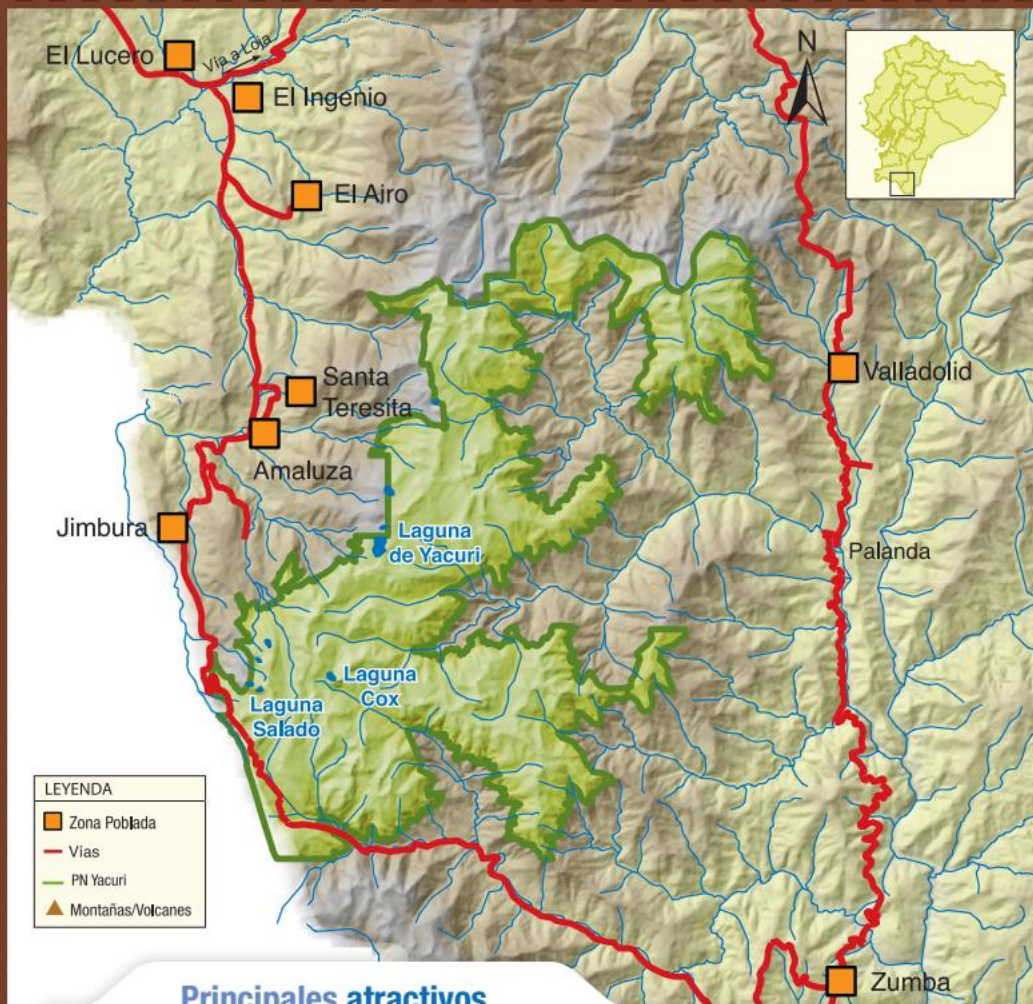 El Lucero
Vía a Loja
N
El Ingenio
El Airo
Santa
Teresita
Valladolid
Amaluza
Jimbura
Laguna
de Yacuri
Palanda
Laguna
Cox
Laguna
Salado
LEYENDA
Zona Poblada
Vías
PN Yacuri
Montañas/Volcanes
Zumba
Principales atractivos